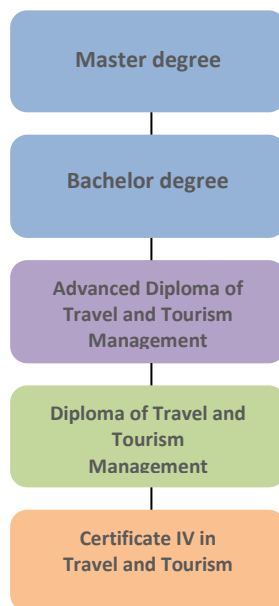 Master degree
Bachelor degree
Advanced Diploma of
Travel and Tourism
Management
Diploma of Travel and
Tourism
Management
Certificate IV in
Travel and Tourism